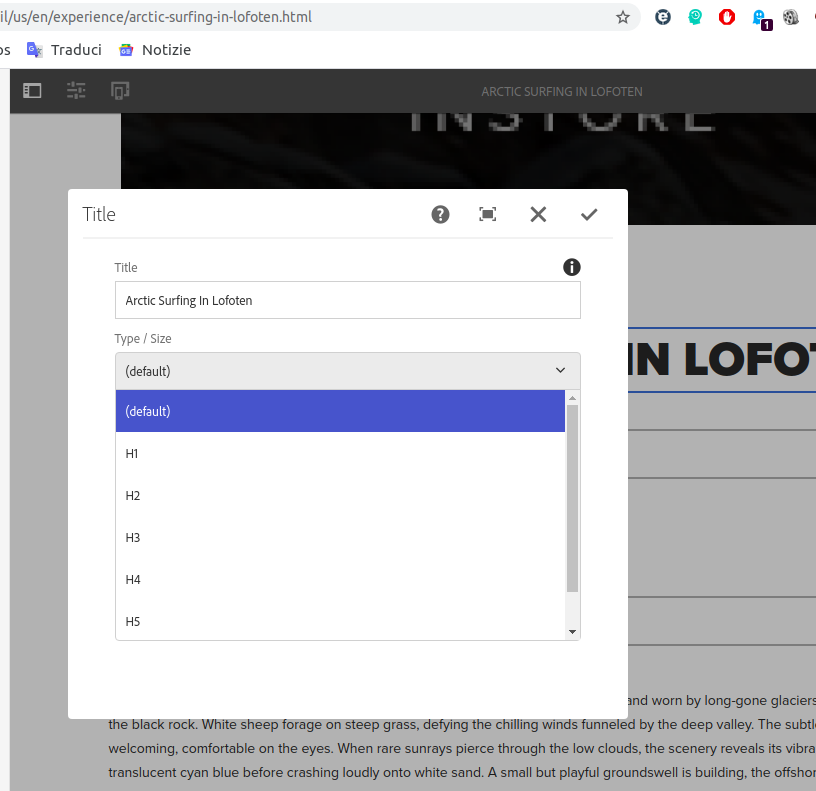 il/us/en/experience/arctic-surfing-in-lofoten.html
1
os Traduci Notizie
ARCTIC SURFING IN LOFOTEN
INSTORE
Title
Title
Arctic Surfing In Lofoten
Type / Size
(default)
IN LOFOT
(default)
H1
H2
H3
H4
H5
and worn by long-gone glaciers
the black rock. White sheep forage on steep grass, defying the chilling winds funneled by the deep valley. The subtl
welcoming, comfortable on the eyes. When rare sunrays pierce through the low clouds, the scenery reveals its vibra
translucent cyan blue before crashing loudly onto white sand. A small but playful groundswell is building, the offshor